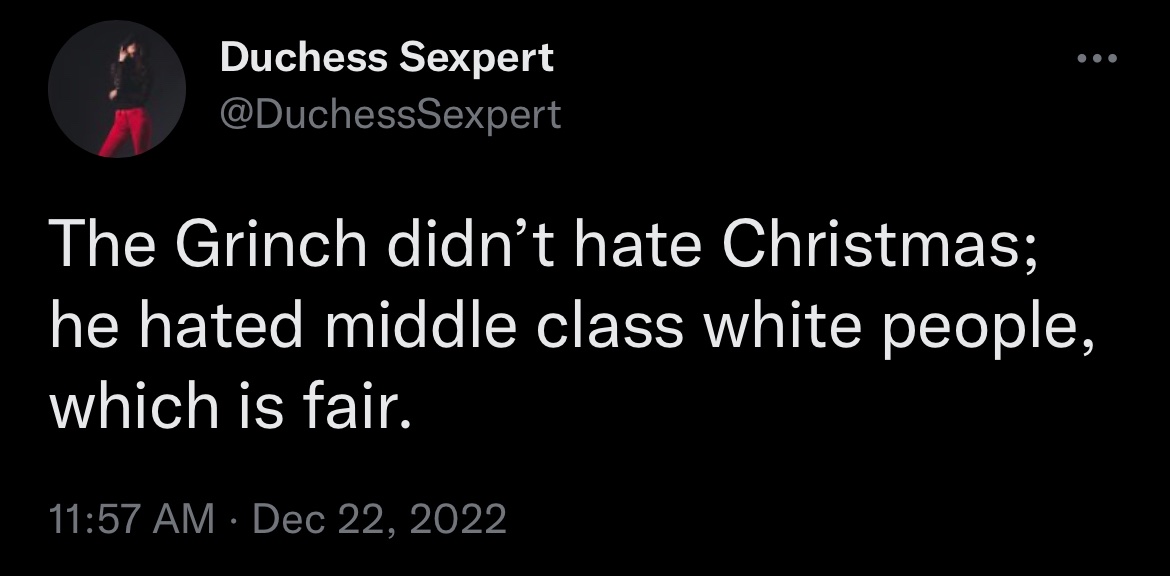 Duchess Sexpert
@DuchessSexpert
The Grinch didn’t hate Christmas;
he hated middle class white people,
which is fair.
11:57 AM · Dec 22, 2022